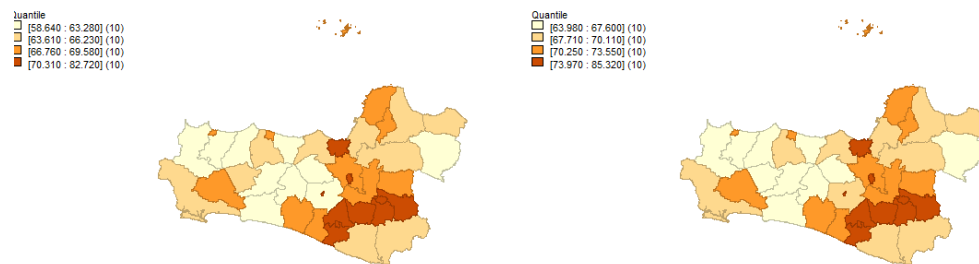 Quantile
[58.640 : 63.280] (10)
[63.610 : 66.230] (10)
[66.760 : 69.580] (10)
[70.310 : 82.720] (10)
Quantile
[63.980 : 67.600] (10)
[67.710 : 70.110] (10)
[70.250 : 73.550] (10)
[73.970 : 85.320] (10)